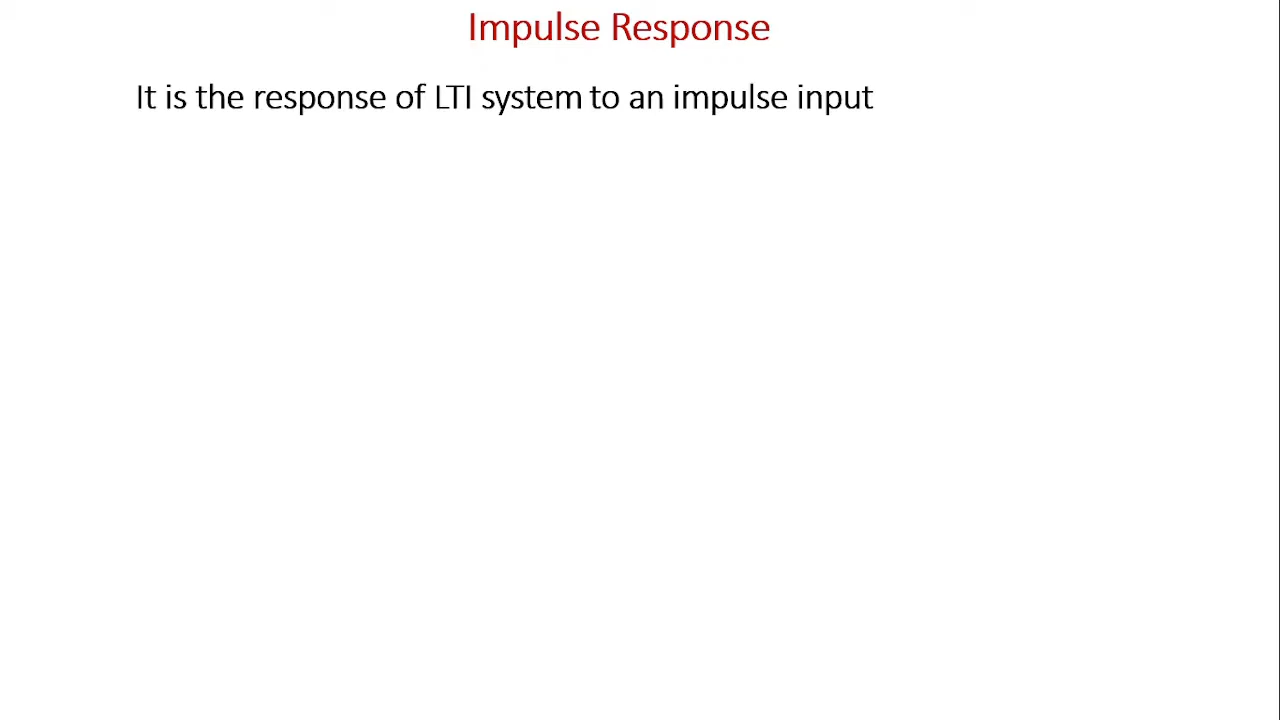 Impulse Response
It is the response of LTI system to an impulse input